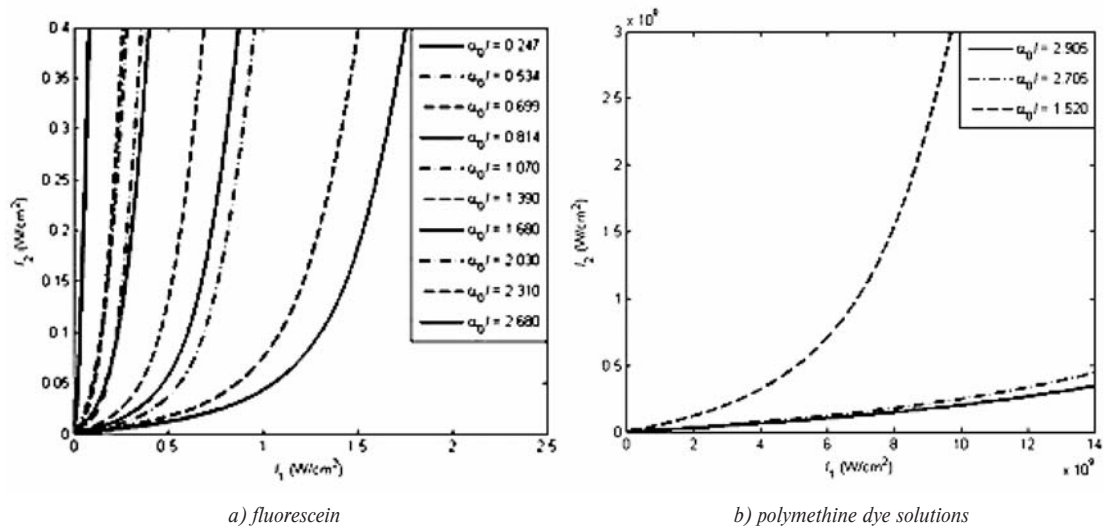 0.4
0.35
0.3
0.25
0.2
0.15
0.1
0.05
0
I2 (W/cm2)
0 0.5 1 1.5 2 2.5
I1 (W/cm2)
α0l = 0.247
α0l = 0.534
α0l = 0.699
α0l = 0.814
α0l = 1.070
α0l = 1.390
α0l = 1.680
α0l = 2.030
α0l = 2.310
α0l = 2.680
a) fluorescein
3
2.5
2
1.5
1
0.5
0
I2 (W/cm2)
0 2 4 6 8 10 12 14
I1 (W/cm2)
x 10^9
α0l = 2.905
α0l = 2.705
α0l = 1.520
b) polymethine dye solutions